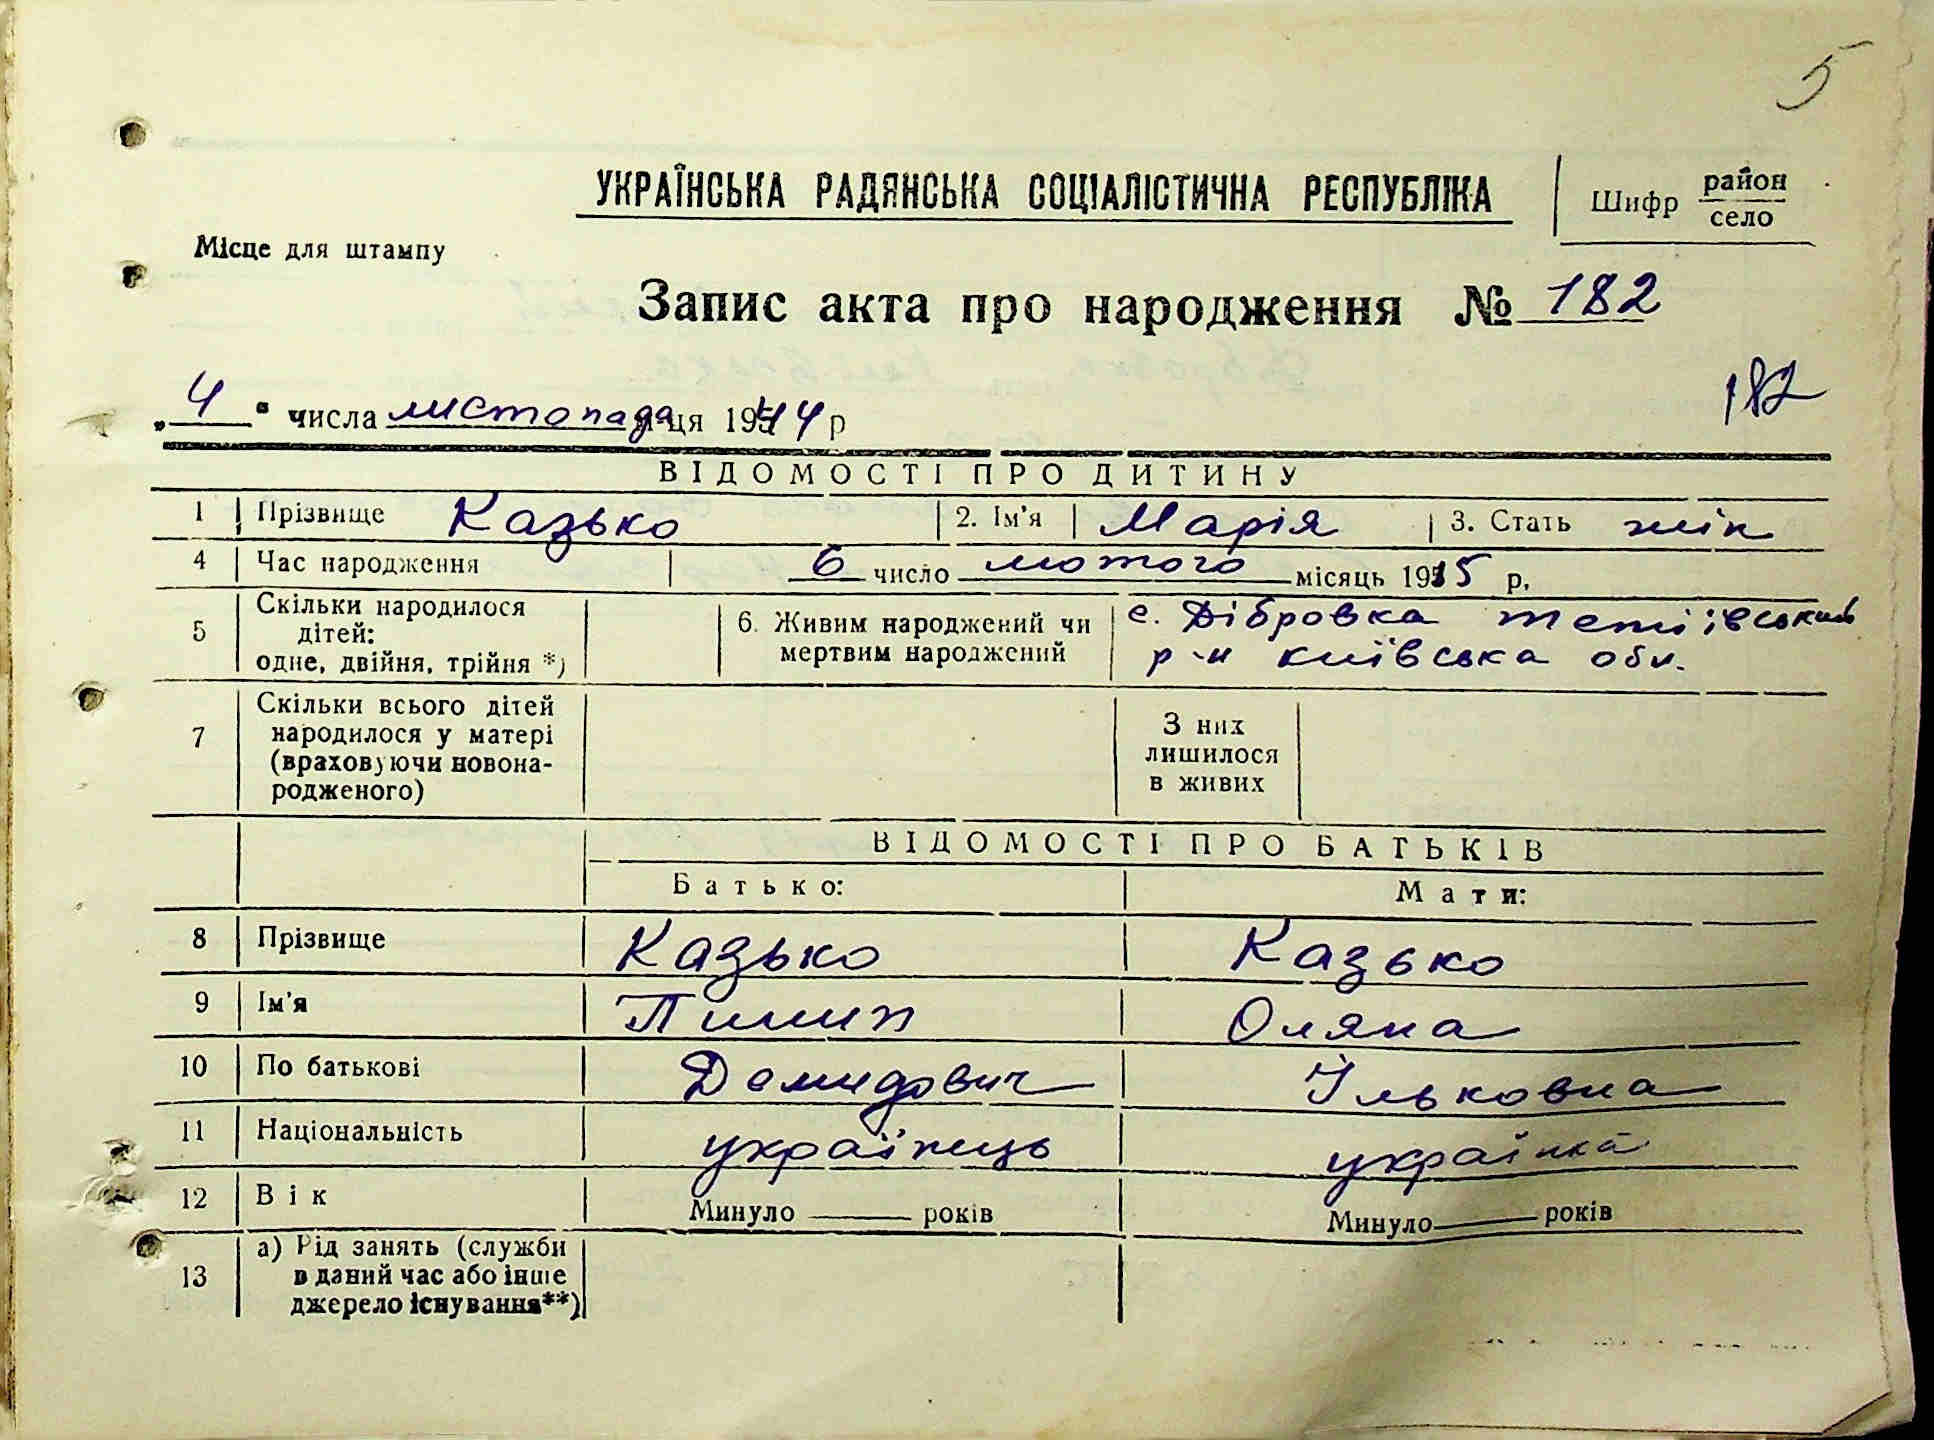 5
УКРАЇНСЬКА РАДЯНСЬКА СОЦІАЛІСТИЧНА РЕСПУБЛІКА
Шифр район
село
Місце для штампу
Запис акта про народження № 182
182
„4" числа листопада місяця 1944 р
ВІДОМОСТІ ПРО ДИТИНУ
1 Прізвище Казько 2. Ім'я Марія 3. Стать жін
4 Час народження 6 число лютого місяць 1915 р.
5 Скільки народилося дітей: одне, двійня, трійня *)
6. Живим народжений чи мертвим народжений
с. Дібровка тетіївський
р-н київська обл.
7 Скільки всього дітей народилося у матері (враховуючи новонародженого)
З них лишилося в живих
ВІДОМОСТІ ПРО БАТЬКІВ
Батько: Мати:
8 Прізвище Казько Казько
9 Ім'я Пилип Оляна
10 По батькові Демидович Ільковна
11 Національність українець українка
12 Вік Минуло — років Минуло — років
13 а) Рід занять (служби в даний час або інше джерело існування**)